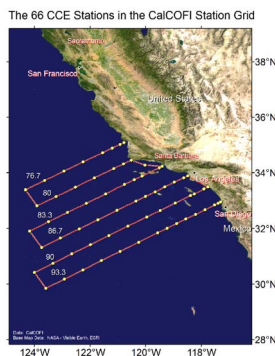 The 66 CCE Stations in the CalCOFI Station Grid
Sacramento
38°N
San Francisco
United States
36°N
Santa Barbara
34°N
76.7
Los Angeles
80
83.3
San Diego
32°N
86.7
Mexico
90
93.3
30°N
Data: CalCOFI
Base Map Data: NASA - Visible Earth, ESRI
28°N
124°W
122°W
120°W
118°W